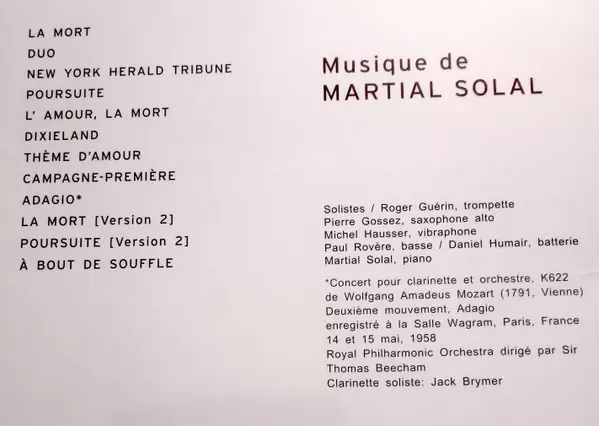 LA MORT
DUO
NEW YORK HERALD TRIBUNE
POURSUITE
L' AMOUR, LA MORT
DIXIELAND
THÈME D'AMOUR
CAMPAGNE-PREMIÈRE
ADAGIO*
LA MORT [Version 2]
POURSUITE [Version 2]
À BOUT DE SOUFFLE
Musique de
MARTIAL SOLAL
Solistes / Roger Guérin, trompette
Pierre Gossez, saxophone alto
Michel Hausser, vibraphone
Paul Rovère, basse / Daniel Humair, batterie
Martial Solal, piano
*Concert pour clarinette et orchestre, K622
de Wolfgang Amadeus Mozart (1791, Vienne)
Deuxième mouvement, Adagio
enregistré à la Salle Wagram, Paris, France
14 et 15 mai, 1958
Royal Philharmonic Orchestra dirigé par Sir
Thomas Beecham
Clarinette soliste: Jack Brymer